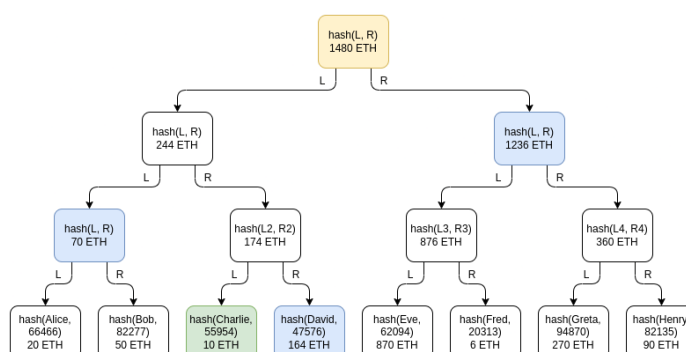 hash(L, R)
1480 ETH
L
R
hash(L, R)
244 ETH
hash(L, R)
1236 ETH
L
R
L
R
hash(L, R)
70 ETH
hash(L2, R2)
174 ETH
hash(L3, R3)
876 ETH
hash(L4, R4)
360 ETH
L
R
L
R
L
R
L
R
hash(Alice,
66466)
20 ETH
hash(Bob,
82277)
50 ETH
hash(Charlie,
55954)
10 ETH
hash(David,
47576)
164 ETH
hash(Eve,
62094)
870 ETH
hash(Fred,
20313)
6 ETH
hash(Greta,
94870)
270 ETH
hash(Henry
82135)
90 ETH